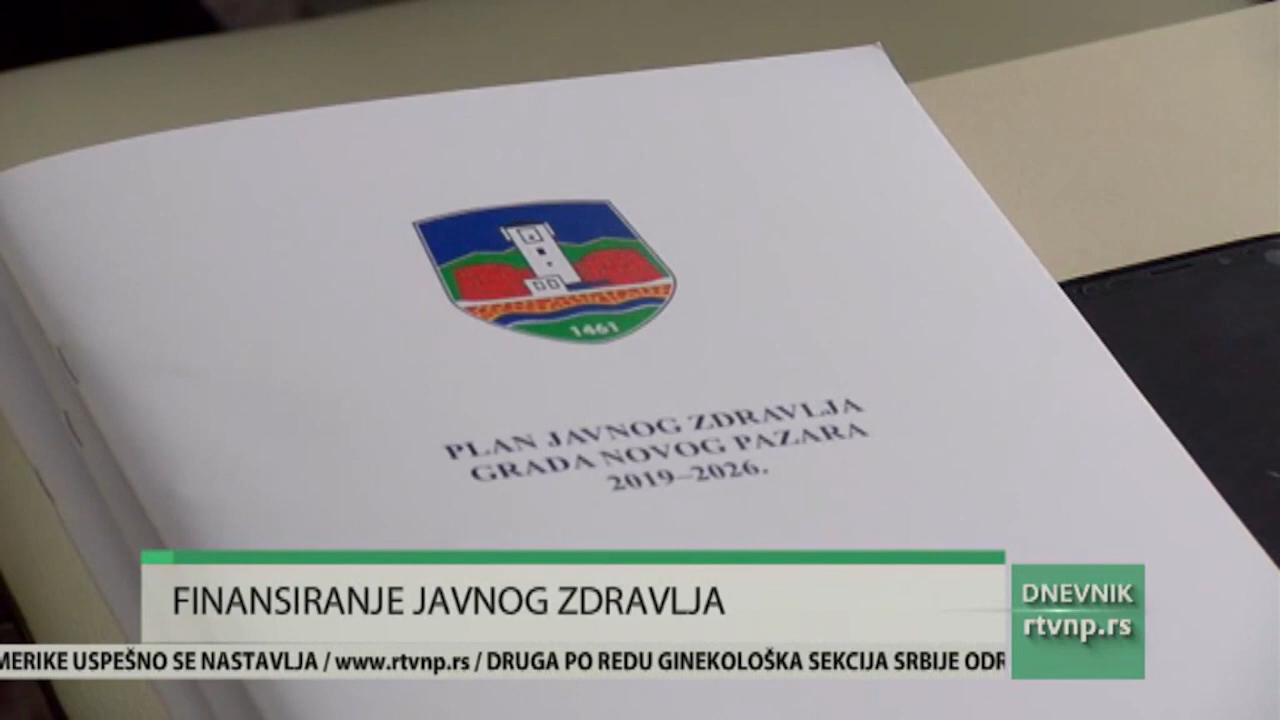 1461
PLAN JAVNOG ZDRAVLJA
GRADA NOVOG PAZARA
2019–2026.
FINANSIRANJE JAVNOG ZDRAVLJA
DNEVNIK
rtvnp.rs
MERIKE USPEŠNO SE NASTAVLJA / www.rtvnp.rs / DRUGA PO REDU GINEKOLOŠKA SEKCIJA SRBIJE ODR